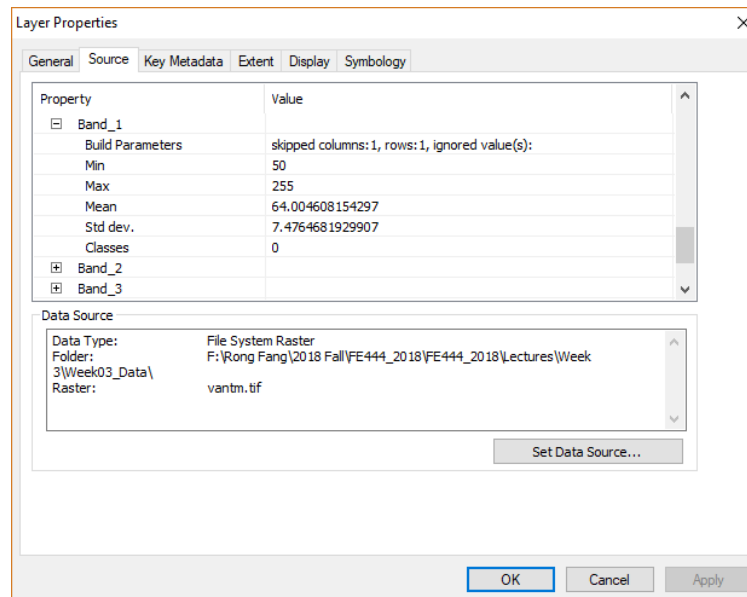 Layer Properties
General Source Key Metadata Extent Display Symbology
Property Value
Band_1
Build Parameters skipped columns:1, rows:1, ignored value(s):
Min 50
Max 255
Mean 64.004608154297
Std dev. 7.4764681929907
Classes 0
Band_2
Band_3
Data Source
Data Type: File System Raster
Folder: F:\Rong Fang\2018 Fall\FE444_2018\FE444_2018\Lectures\Week
3\Week03_Data\
Raster: vantm.tif
Set Data Source...
OK Cancel Apply